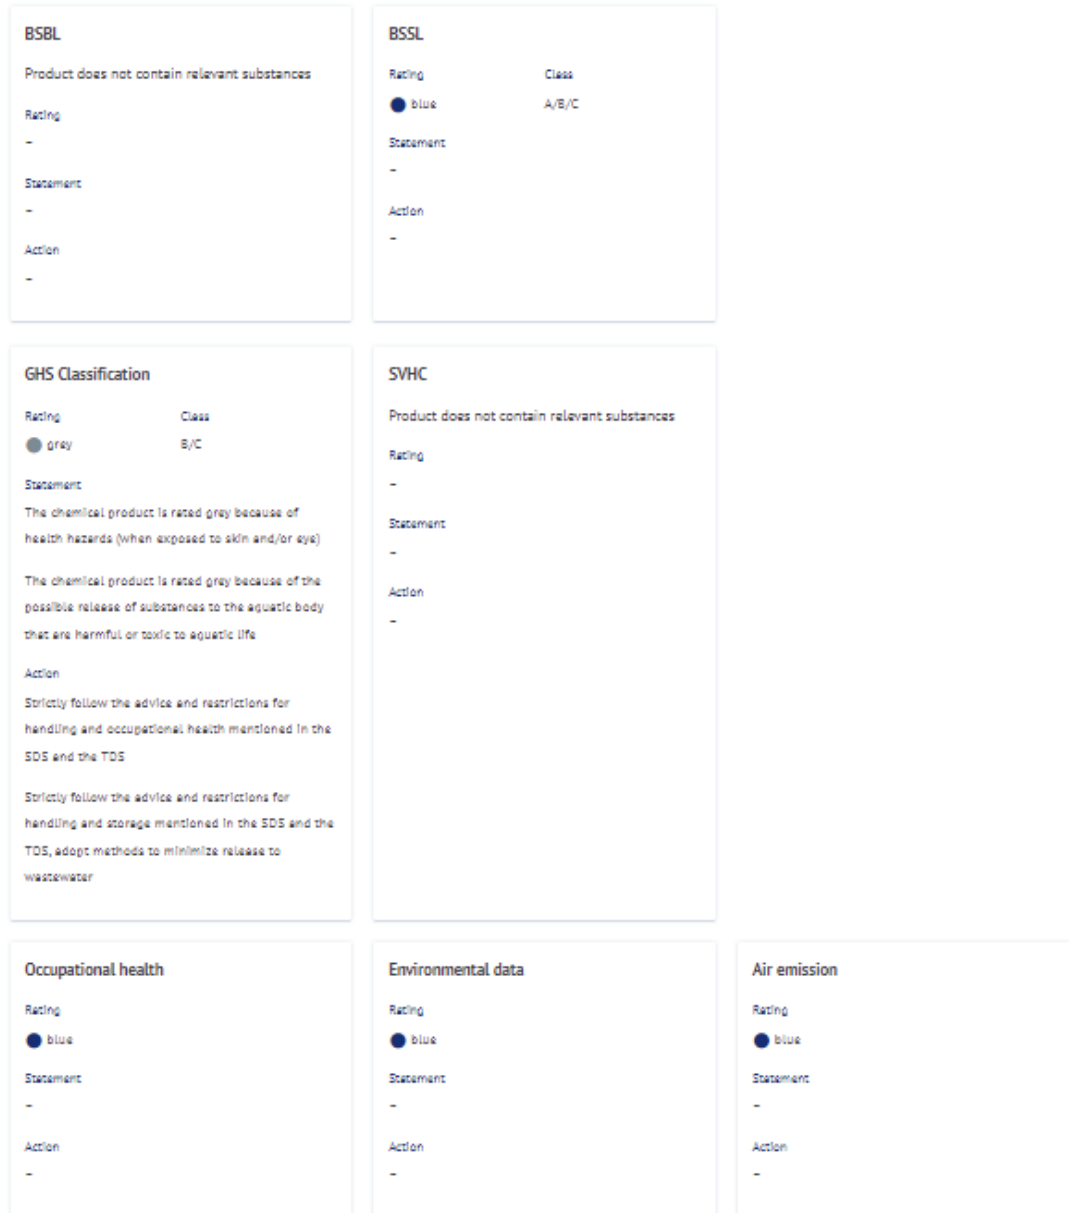 BSBL
Product does not contain relevant substances
Rating
–
Statement
–
Action
–
BSSL
Rating Class
blue A/B/C
Statement
–
Action
–
GHS Classification
Rating Class
grey B/C
Statement
The chemical product is rated grey because of
health hazards (when exposed to skin and/or eye)
The chemical product is rated grey because of the
possible release of substances to the aquatic body
that are harmful or toxic to aquatic life
Action
Strictly follow the advice and restrictions for
handling and occupational health mentioned in the
SDS and the TDS
Strictly follow the advice and restrictions for
handling and storage mentioned in the SDS and the
TDS, adopt methods to minimize release to
wastewater
SVHC
Product does not contain relevant substances
Rating
–
Statement
–
Action
–
Occupational health
Rating
blue
Statement
–
Action
–
Environmental data
Rating
blue
Statement
–
Action
–
Air emission
Rating
blue
Statement
–
Action
–